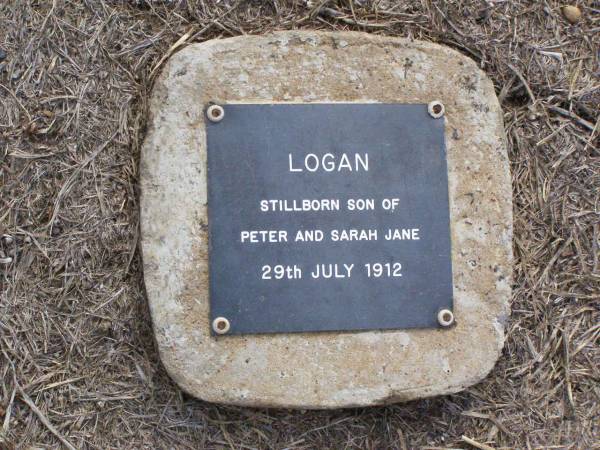 LOGAN
STILLBORN SON OF
PETER AND SARAH JANE
29th JULY 1912